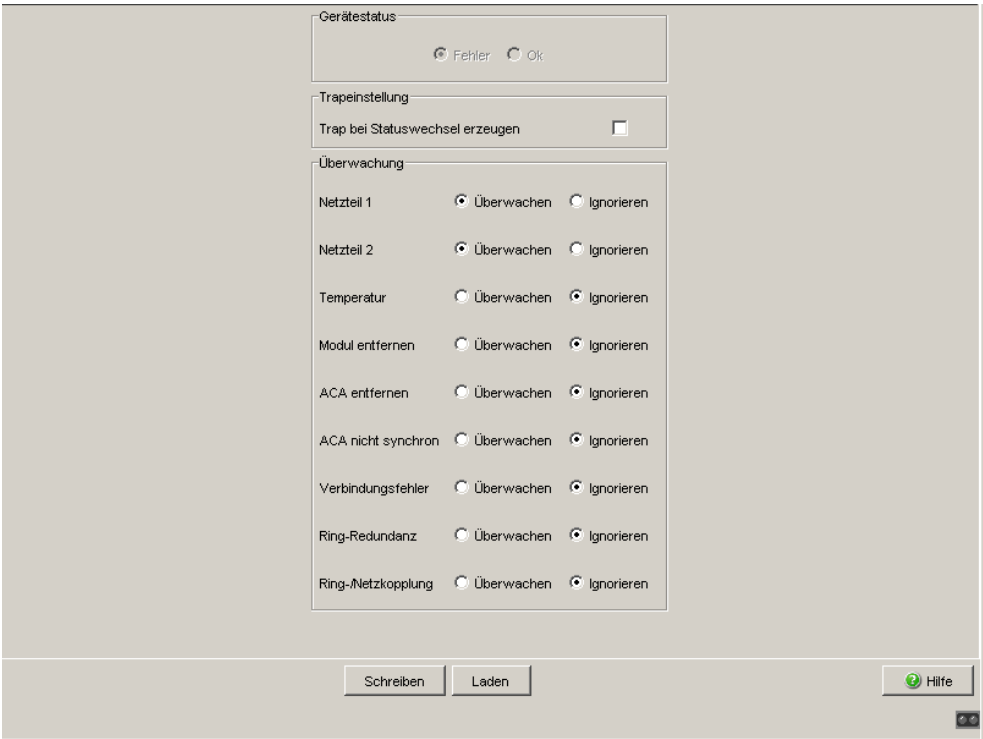 Gerätestatus
Fehler Ok
Trapeinstellung
Trap bei Statuswechsel erzeugen
Überwachung
Netzteil 1 Überwachen Ignorieren
Netzteil 2 Überwachen Ignorieren
Temperatur Überwachen Ignorieren
Modul entfernen Überwachen Ignorieren
ACA entfernen Überwachen Ignorieren
ACA nicht synchron Überwachen Ignorieren
Verbindungsfehler Überwachen Ignorieren
Ring-Redundanz Überwachen Ignorieren
Ring-/Netzkopplung Überwachen Ignorieren
Schreiben Laden Hilfe